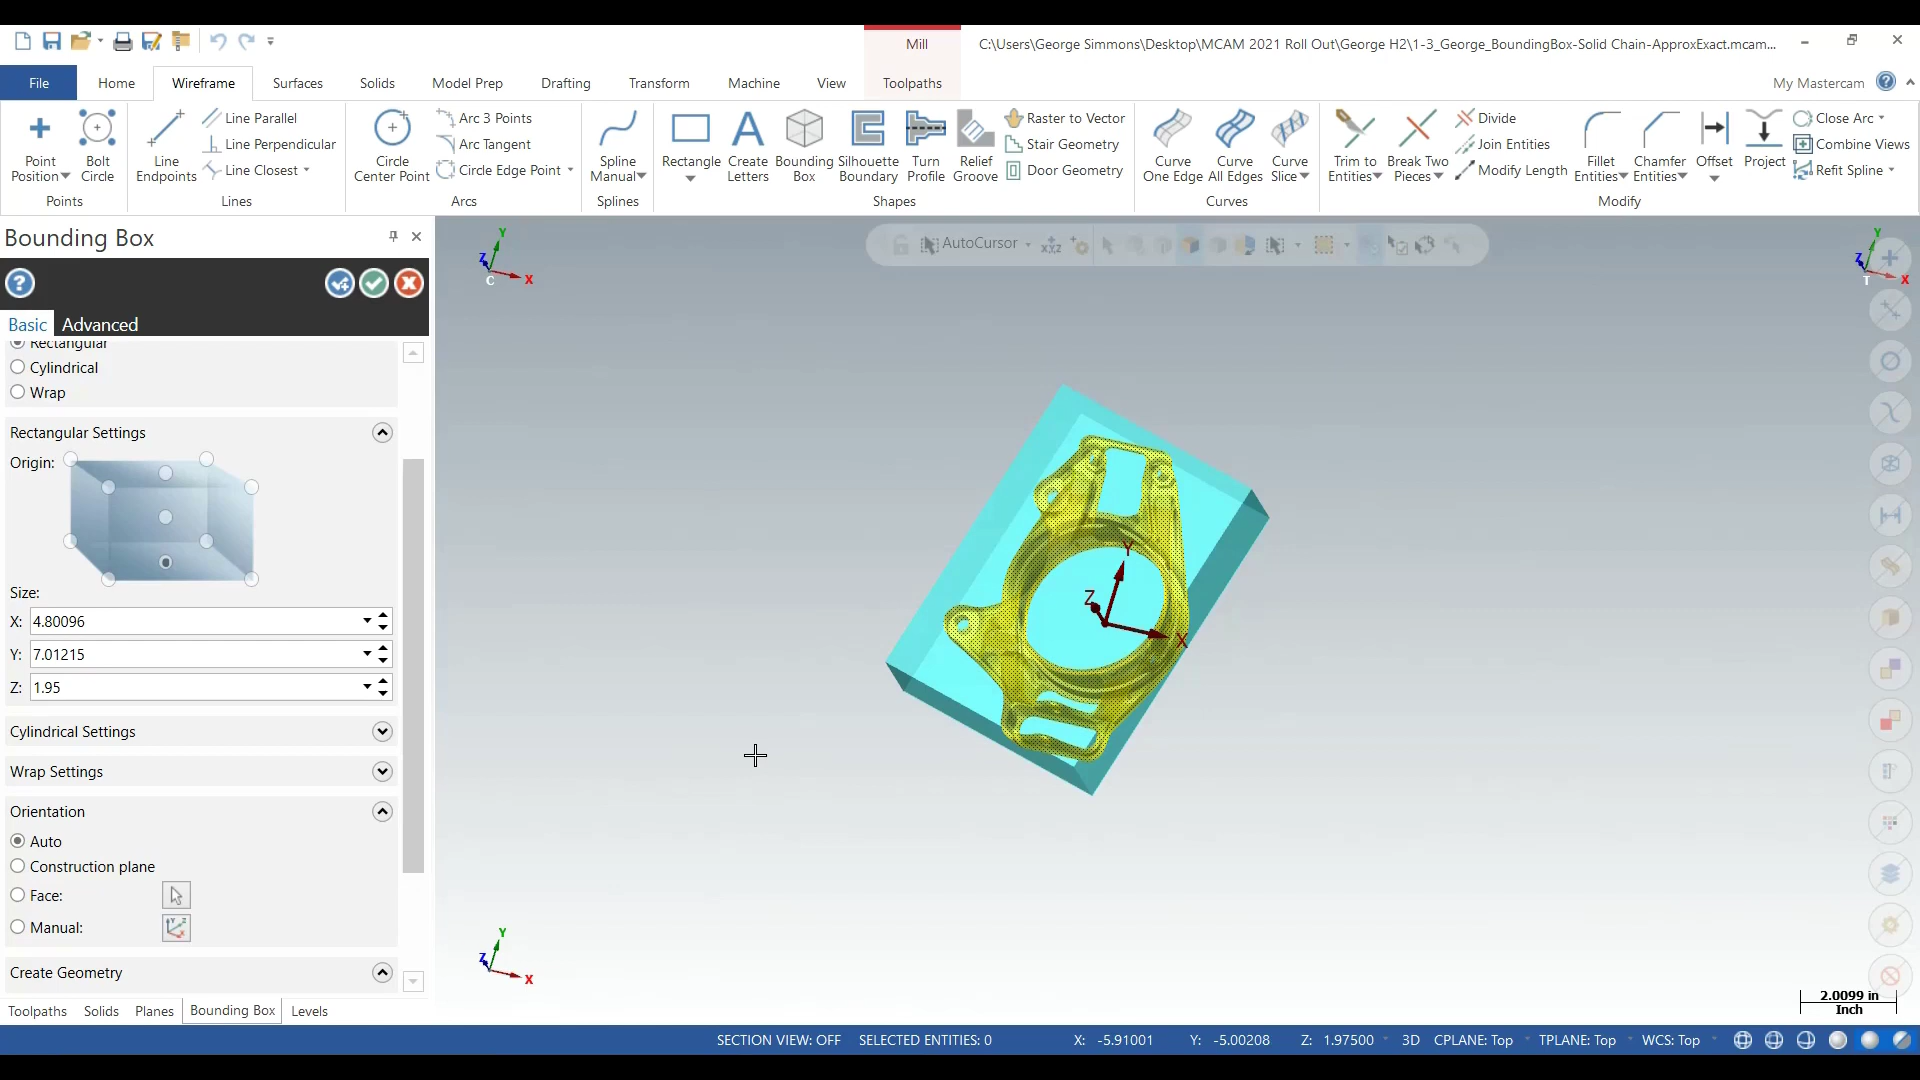 Mill
C:\Users\George Simmons\Desktop\MCAM 2021 Roll Out\George H2\1-3_George_BoundingBox-Solid Chain-ApproxExact.mcam...
File Home Wireframe Surfaces Solids Model Prep Drafting Transform Machine View Toolpaths My Mastercam
Point Position
Bolt Circle
Points
Line Endpoints
Line Parallel
Line Perpendicular
Line Closest
Lines
Circle Center Point
Arc 3 Points
Arc Tangent
Circle Edge Point
Arcs
Spline Manual
Splines
Rectangle
Create Letters
Bounding Box
Silhouette Boundary
Turn Profile
Relief Groove
Raster to Vector
Stair Geometry
Door Geometry
Shapes
Curve One Edge
Curve All Edges
Curve Slice
Curves
Trim to Entities
Break Two Pieces
Divide
Join Entities
Modify Length
Fillet Entities
Chamfer Entities
Offset
Project
Close Arc
Combine Views
Refit Spline
Modify
Bounding Box
Basic Advanced
Rectangular
Cylindrical
Wrap
Rectangular Settings
Origin:
Size:
X: 4.80096
Y: 7.01215
Z: 1.95
Cylindrical Settings
Wrap Settings
Orientation
Auto
Construction plane
Face:
Manual:
Create Geometry
Toolpaths Solids Planes Bounding Box Levels
AutoCursor
Y
Z
X
C
Y
Z
X
T
Y
Z
X
Y
Z
X
2.0099 in
Inch
SECTION VIEW: OFF SELECTED ENTITIES: 0 X: -5.91001 Y: -5.00208 Z: 1.97500 3D CPLANE: Top TPLANE: Top WCS: Top